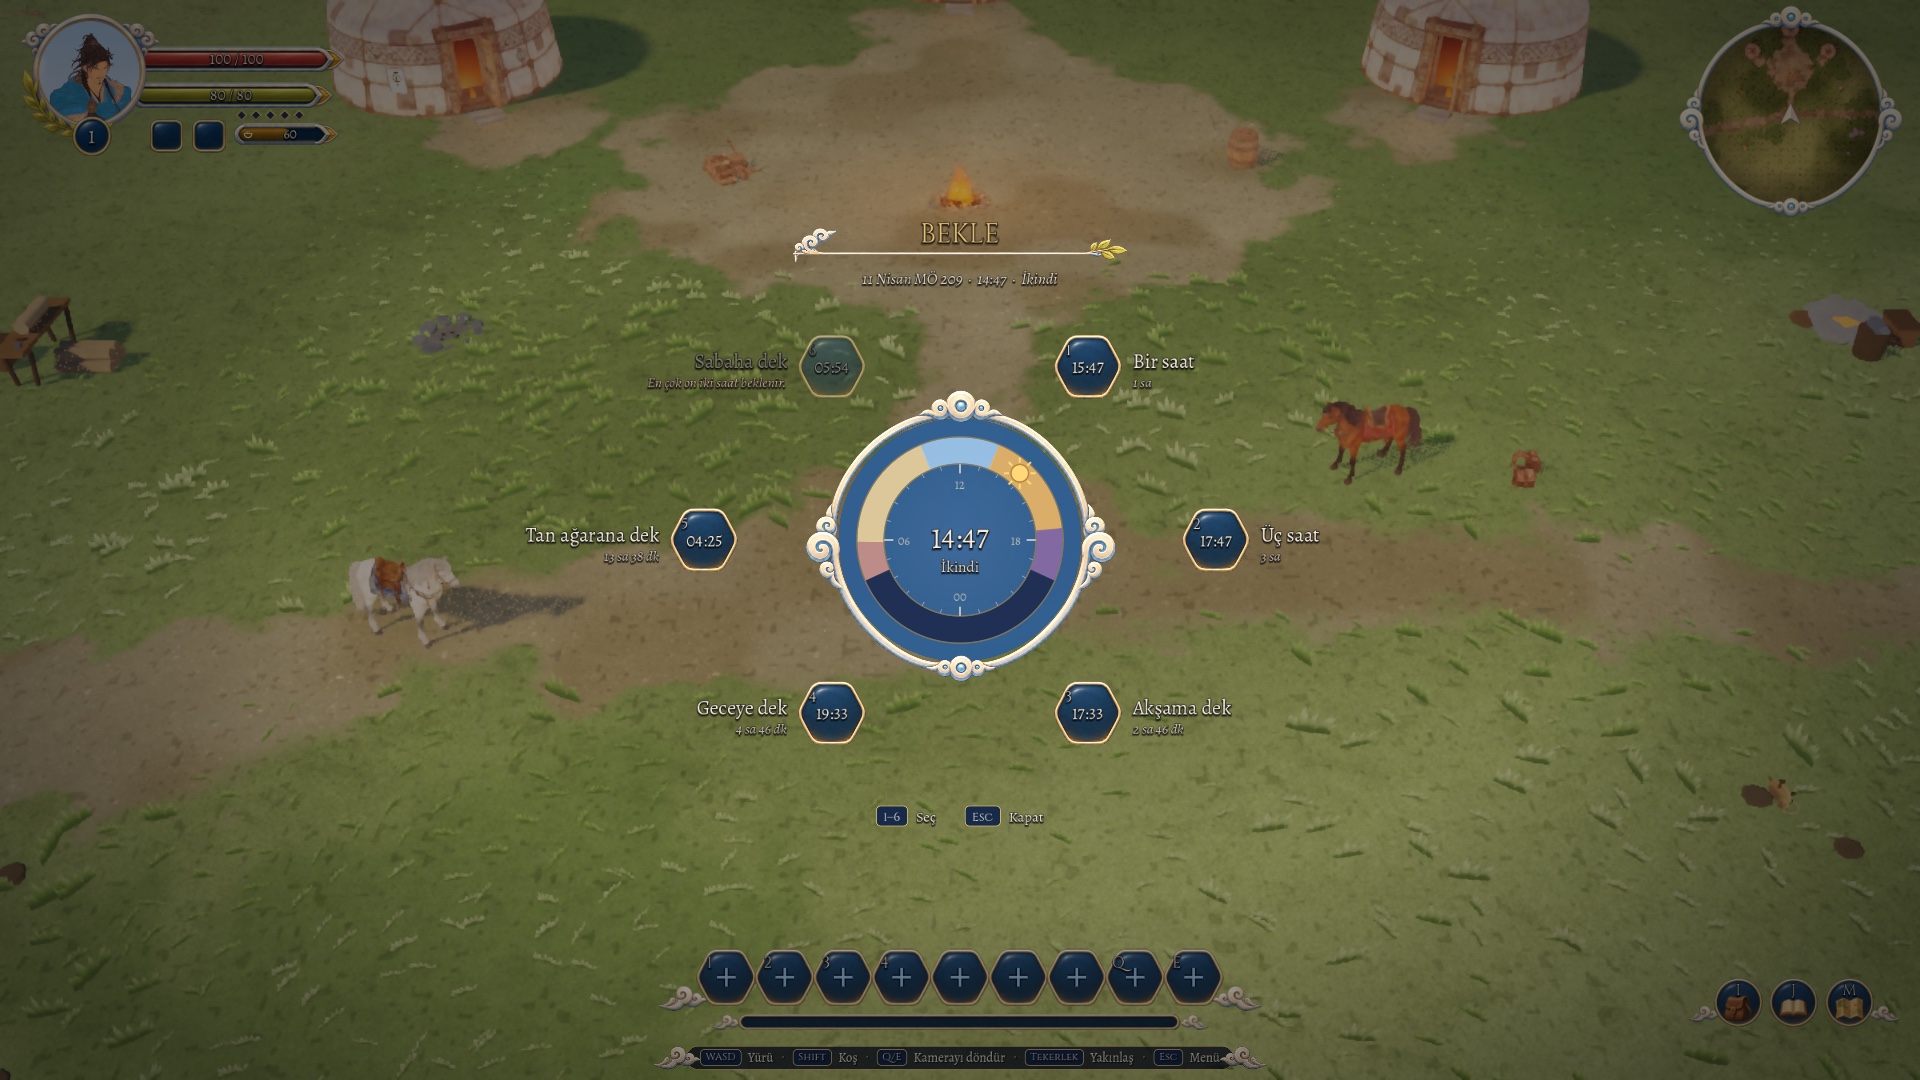 100 / 100
80 / 80
60
1
BEKLE
11 Nisan MÖ 209 · 14:47 · İkindi
6
05:54
Sabaha dek
En çok on iki saat beklenir.
1
15:47
Bir saat
1 sa
5
04:25
Tan ağarana dek
13 sa 38 dk
12
06
18
00
14:47
İkindi
2
17:47
Üç saat
3 sa
4
19:33
Geceye dek
4 sa 46 dk
3
17:33
Akşama dek
2 sa 46 dk
1-6 Seç ESC Kapat
1 2 3 4 Q E
I J M
WASD Yürü · SHIFT Koş · Q/E Kamerayı döndür · TEKERLEK Yakınlaş · ESC Menü